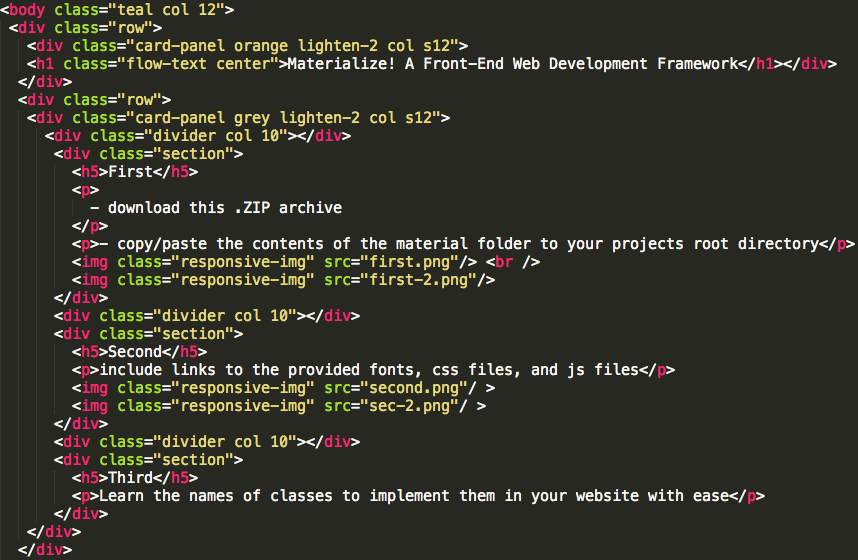 <body class="teal col 12">
<div class="row">
<div class="card-panel orange lighten-2 col s12">
<h1 class="flow-text center">Materialize! A Front-End Web Development Framework</h1></div>
</div>
<div class="row">
<div class="card-panel grey lighten-2 col s12">
<div class="divider col 10"></div>
<div class="section">
<h5>First</h5>
<p>
- download this .ZIP archive
</p>
<p>- copy/paste the contents of the material folder to your projects root directory</p>
<img class="responsive-img" src="first.png"/> <br />
<img class="responsive-img" src="first-2.png"/>
</div>
<div class="divider col 10"></div>
<div class="section">
<h5>Second</h5>
<p>include links to the provided fonts, css files, and js files</p>
<img class="responsive-img" src="second.png"/ >
<img class="responsive-img" src="sec-2.png"/ >
</div>
<div class="divider col 10"></div>
<div class="section">
<h5>Third</h5>
<p>Learn the names of classes to implement them in your website with ease</p>
</div>
</div>
</div>